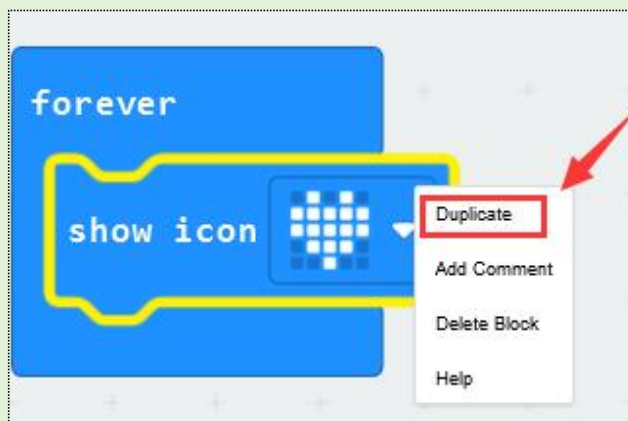 forever
show icon
Duplicate
Add Comment
Delete Block
Help